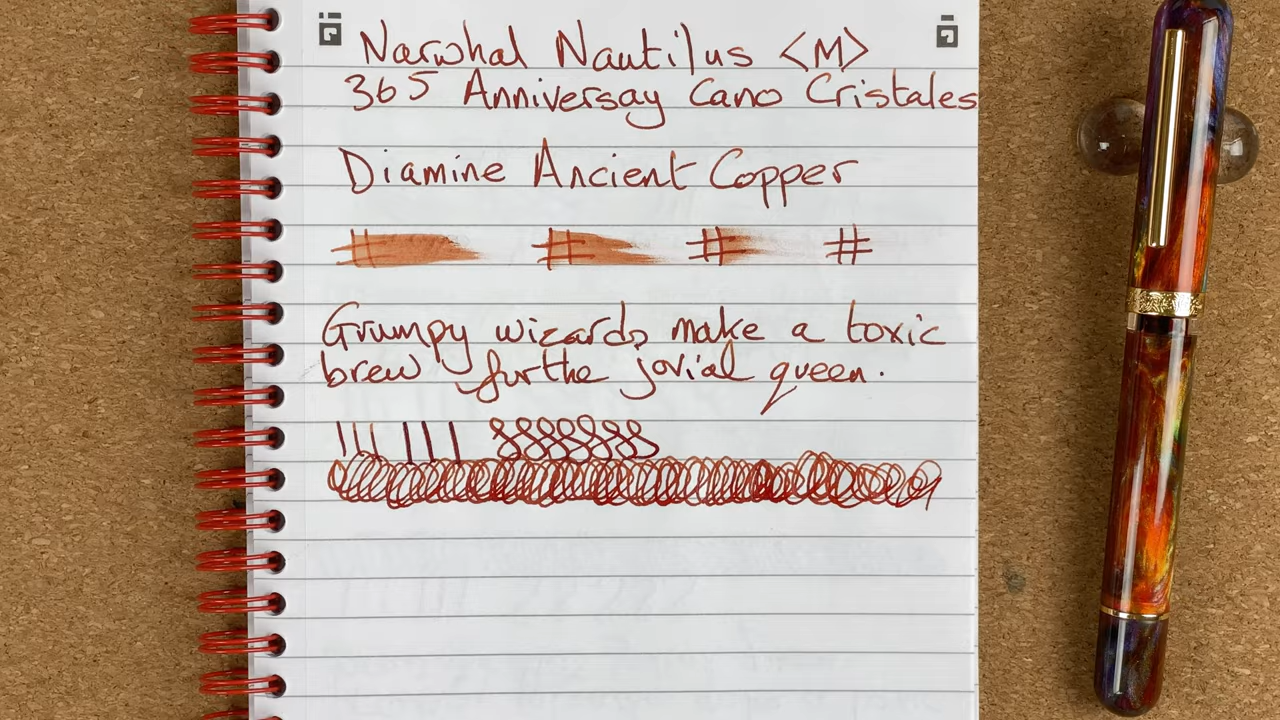 Narwhal Nautilus <M>
365 Anniversay Cano Cristales
Diamine Ancient Copper
# # # #
Grumpy wizards make a toxic
brew for the jovial queen.